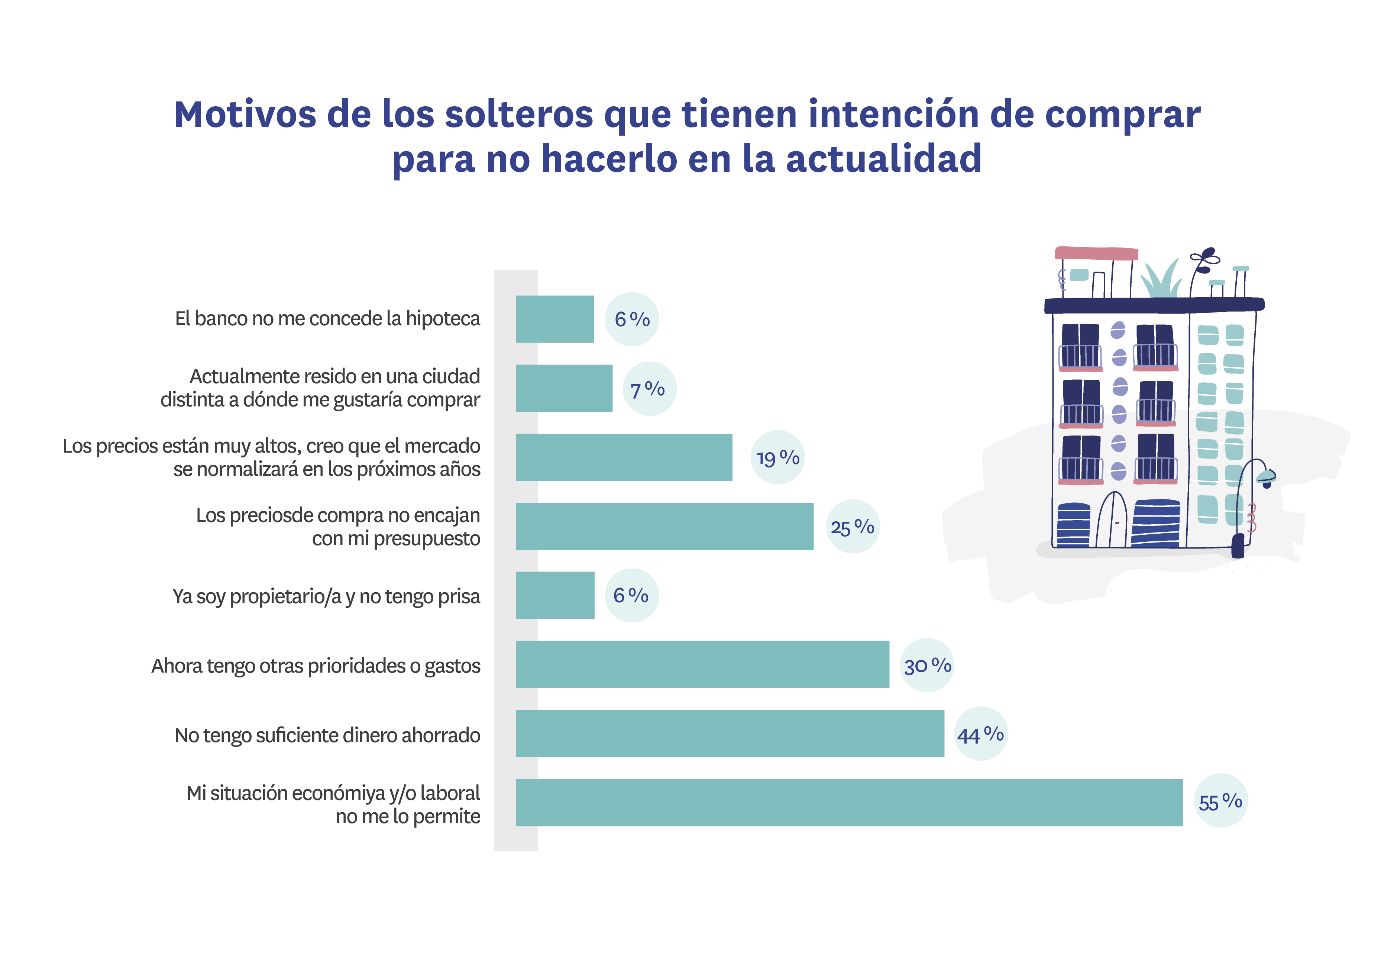 Motivos de los solteros que tienen intención de comprar
para no hacerlo en la actualidad
El banco no me concede la hipoteca
6 %
Actualmente resido en una ciudad
distinta a dónde me gustaría comprar
7 %
Los precios están muy altos, creo que el mercado
se normalizará en los próximos años
19 %
Los preciosde compra no encajan
con mi presupuesto
25 %
Ya soy propietario/a y no tengo prisa
6 %
Ahora tengo otras prioridades o gastos
30 %
No tengo suficiente dinero ahorrado
44 %
Mi situación económiya y/o laboral
no me lo permite
55 %